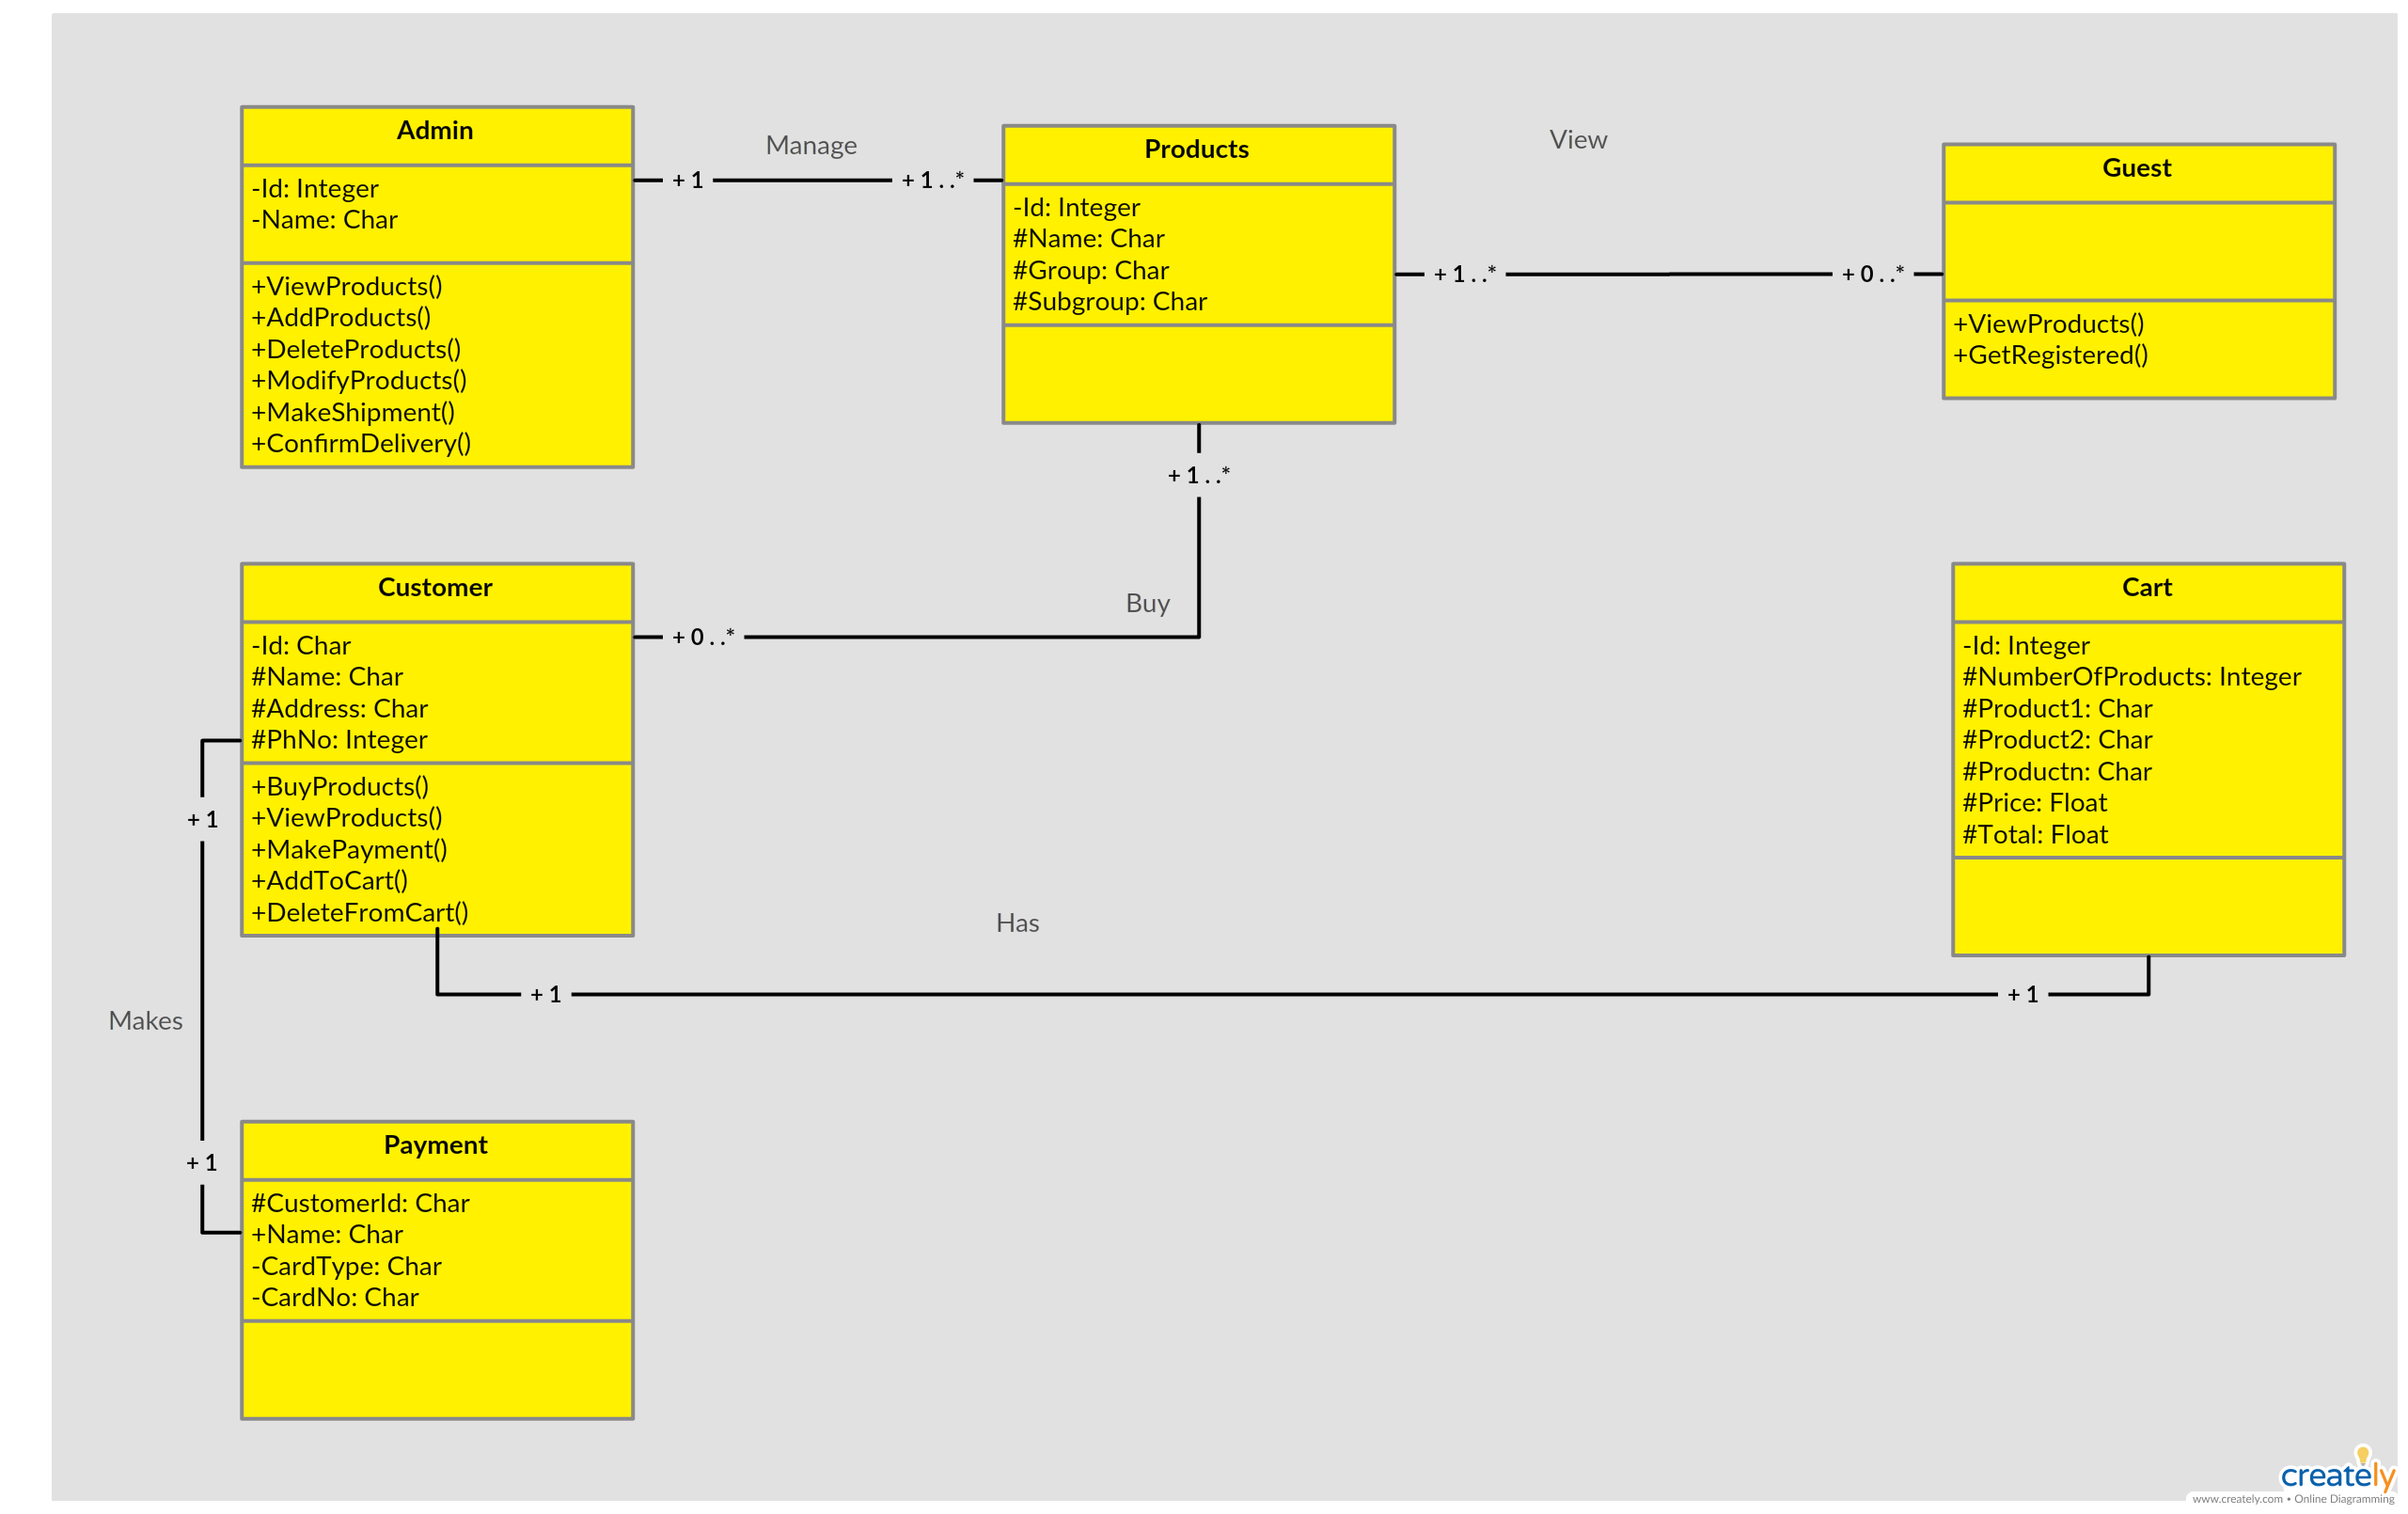 Admin
-Id: Integer
-Name: Char
+ViewProducts()
+AddProducts()
+DeleteProducts()
+ModifyProducts()
+MakeShipment()
+ConfirmDelivery()
Manage
+ 1
+ 1 . .*
Products
-Id: Integer
#Name: Char
#Group: Char
#Subgroup: Char
View
+ 1 . .*
+ 0 . .*
Guest
+ViewProducts()
+GetRegistered()
+ 1 . .*
Buy
+ 0 . .*
Customer
-Id: Char
#Name: Char
#Address: Char
#PhNo: Integer
+BuyProducts()
+ViewProducts()
+MakePayment()
+AddToCart()
+DeleteFromCart()
Cart
-Id: Integer
#NumberOfProducts: Integer
#Product1: Char
#Product2: Char
#Productn: Char
#Price: Float
#Total: Float
Has
+ 1
+ 1
+ 1
Makes
+ 1
Payment
#CustomerId: Char
+Name: Char
-CardType: Char
-CardNo: Char
creately
www.creately.com • Online Diagramming